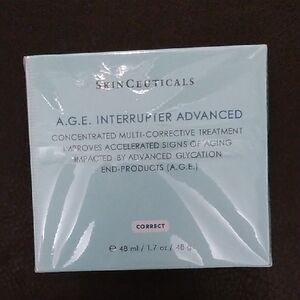 SKINCEUTICALS
A.G.E. INTERRUPTER ADVANCED
CONCENTRATED MULTI-CORRECTIVE TREATMENT
IMPROVES ACCELERATED SIGNS OF AGING
IMPACTED BY ADVANCED GLYCATION
END-PRODUCTS (A.G.E.)
CORRECT
℮ 48 ml / 1.7 oz / 48 g